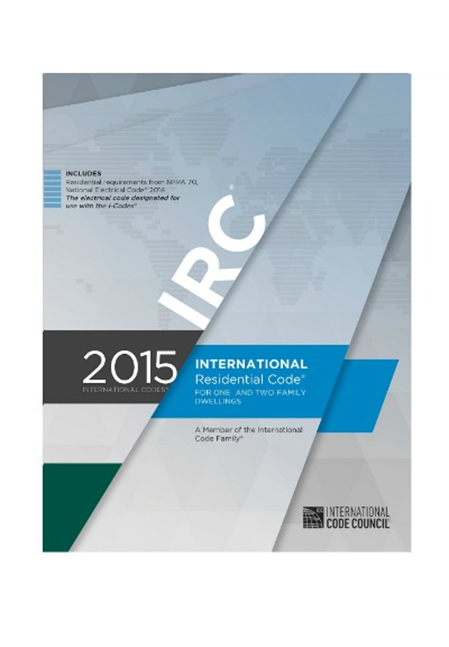 INCLUDES
Residential requirements from NFPA 70,
National Electrical Code® 2014
The electrical code designated for
use with the I-Codes®
IRC®
2015
INTERNATIONAL CODES®
INTERNATIONAL
Residential Code®
FOR ONE- AND TWO-FAMILY
DWELLINGS
A Member of the International
Code Family®
INTERNATIONAL
CODE COUNCIL®